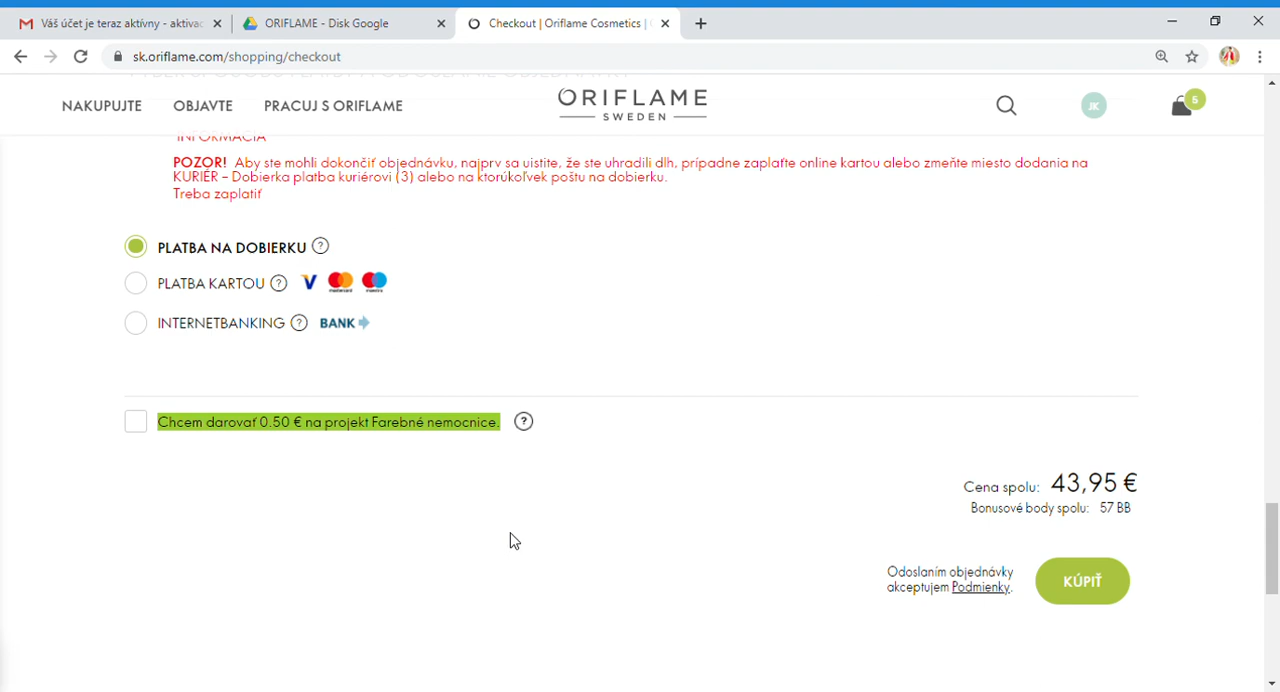 Váš účet je teraz aktívny - aktivac
ORIFLAME - Disk Google
Checkout | Oriflame Cosmetics |
sk.oriflame.com/shopping/checkout
NAKUPUJTE
OBJAVTE
PRACUJ S ORIFLAME
ORIFLAME
SWEDEN
JK
5
INFORMÁCIA
POZOR! Aby ste mohli dokončiť objednávku, najprv sa uistite, že ste uhradili dlh, prípadne zaplaťte online kartou alebo zmeňte miesto dodania na
KURIÉR – Dobierka platba kuriérovi (3) alebo na ktorúkoľvek poštu na dobierku.
Treba zaplatiť
PLATBA NA DOBIERKU ?
PLATBA KARTOU ? V mastercard maestro
INTERNETBANKING ? BANK
Chcem darovať 0.50 € na projekt Farebné nemocnice. ?
Cena spolu: 43,95 €
Bonusové body spolu: 57 BB
Odoslaním objednávky
akceptujem Podmienky.
KÚPIŤ